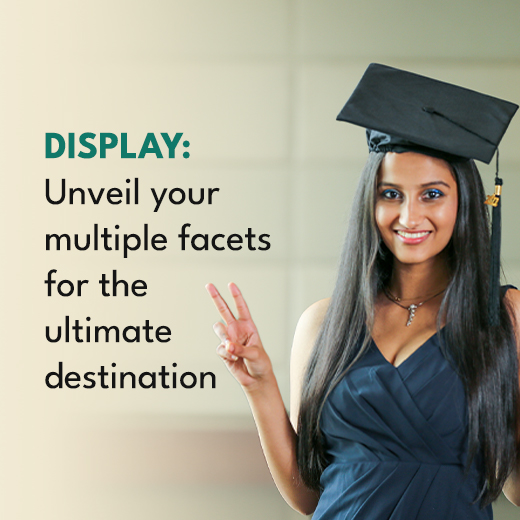 DISPLAY:
Unveil your
multiple facets
for the
ultimate
destination